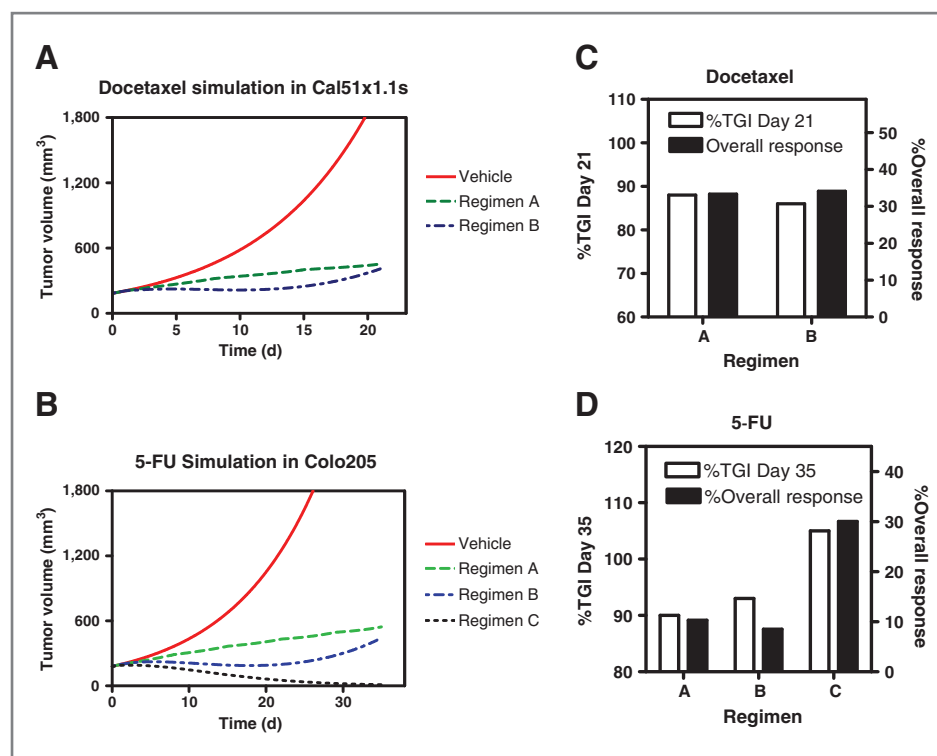 A
Docetaxel simulation in Cal51x1.1s
Tumor volume (mm³)
1,800
1,200
600
0
0 5 10 15 20
Time (d)
Vehicle
Regimen A
Regimen B
C
Docetaxel
%TGI Day 21
110
100
90
80
70
60
%TGI Day 21
Overall response
50
40
30
20
10
0
%Overall response
A B
Regimen
B
5-FU Simulation in Colo205
Tumor volume (mm³)
1,800
1,200
600
0
0 10 20 30
Time (d)
Vehicle
Regimen A
Regimen B
Regimen C
D
5-FU
%TGI Day 35
120
110
100
90
80
%TGI Day 35
%Overall response
40
30
20
10
0
%Overall response
A B C
Regimen